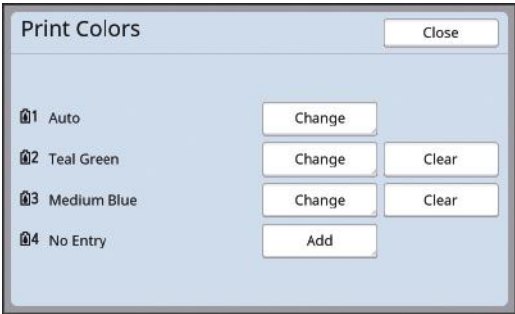 Print Colors Close
1 Auto Change
2 Teal Green Change Clear
3 Medium Blue Change Clear
4 No Entry Add